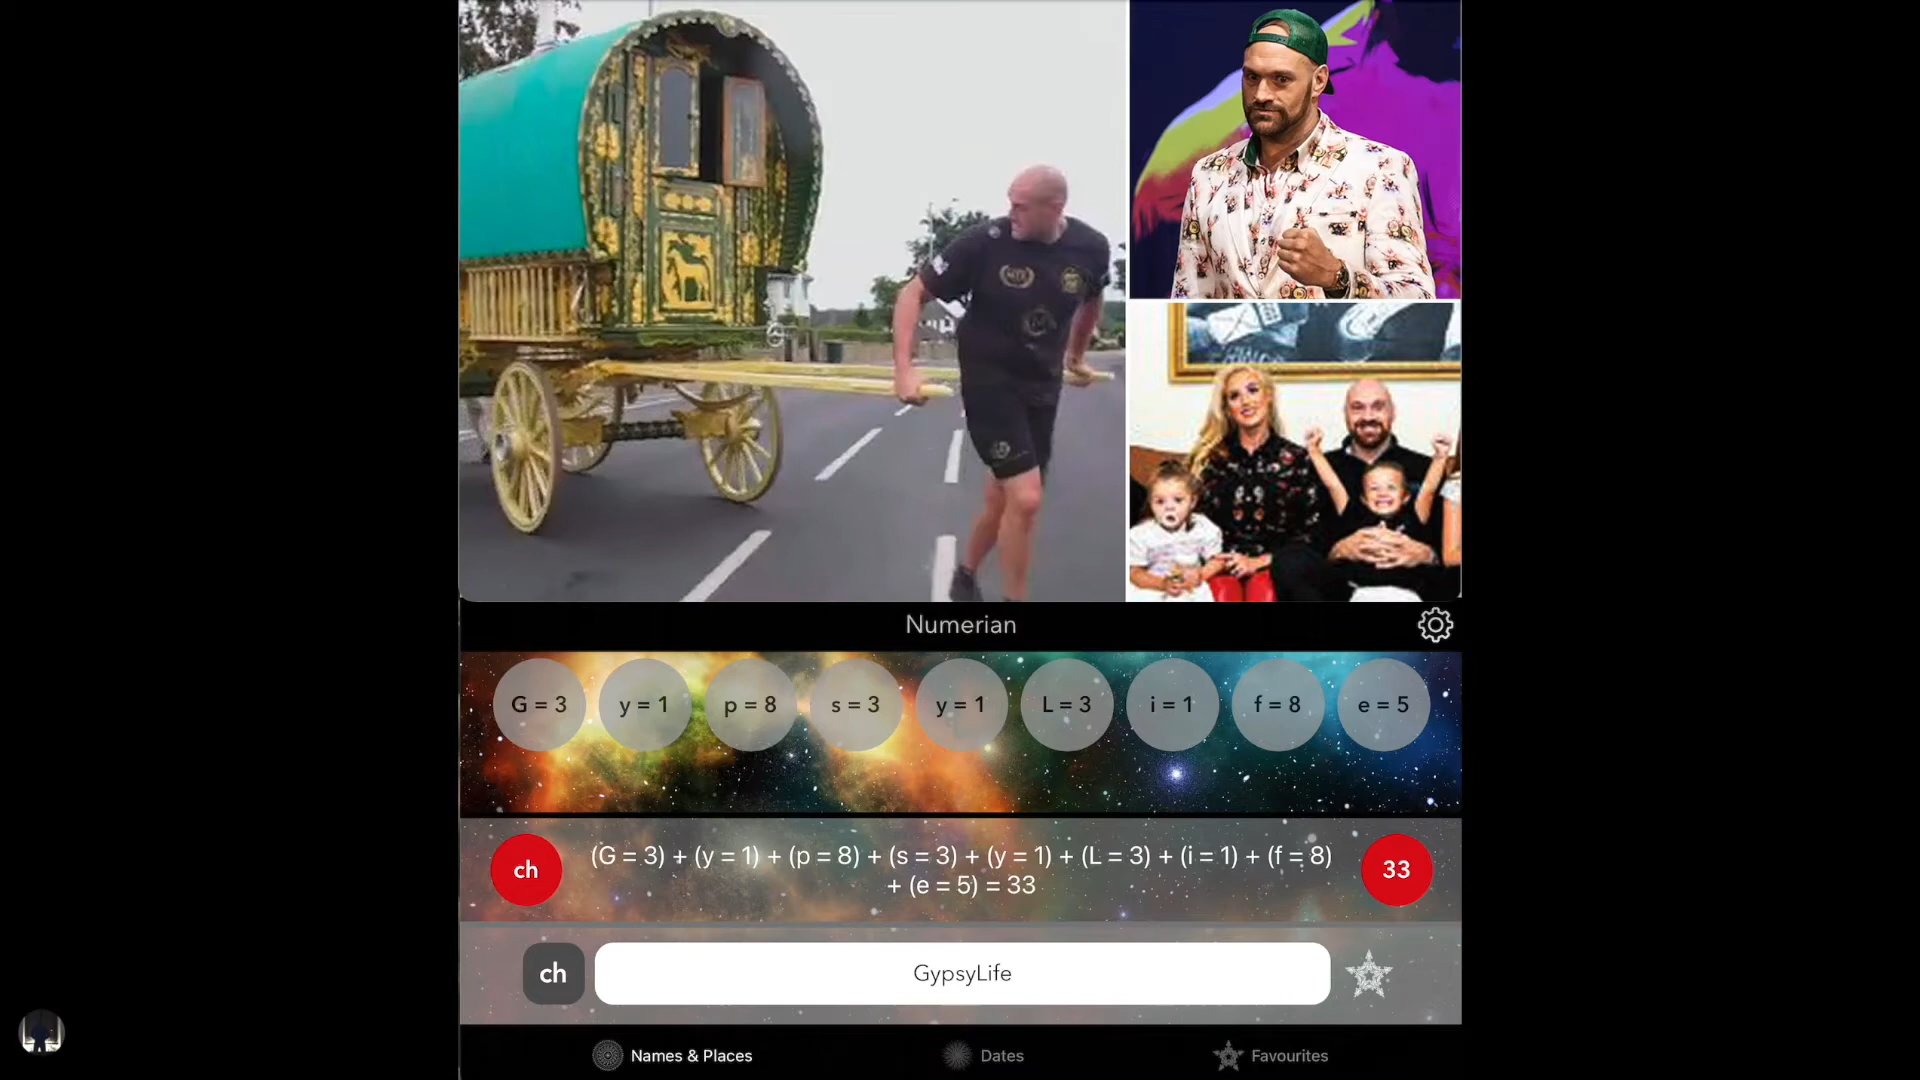 Numerian
G = 3
y = 1
p = 8
s = 3
y = 1
L = 3
i = 1
f = 8
e = 5
ch
(G = 3) + (y = 1) + (p = 8) + (s = 3) + (y = 1) + (L = 3) + (i = 1) + (f = 8)
+ (e = 5) = 33
33
ch
GypsyLife
Names & Places
Dates
Favourites